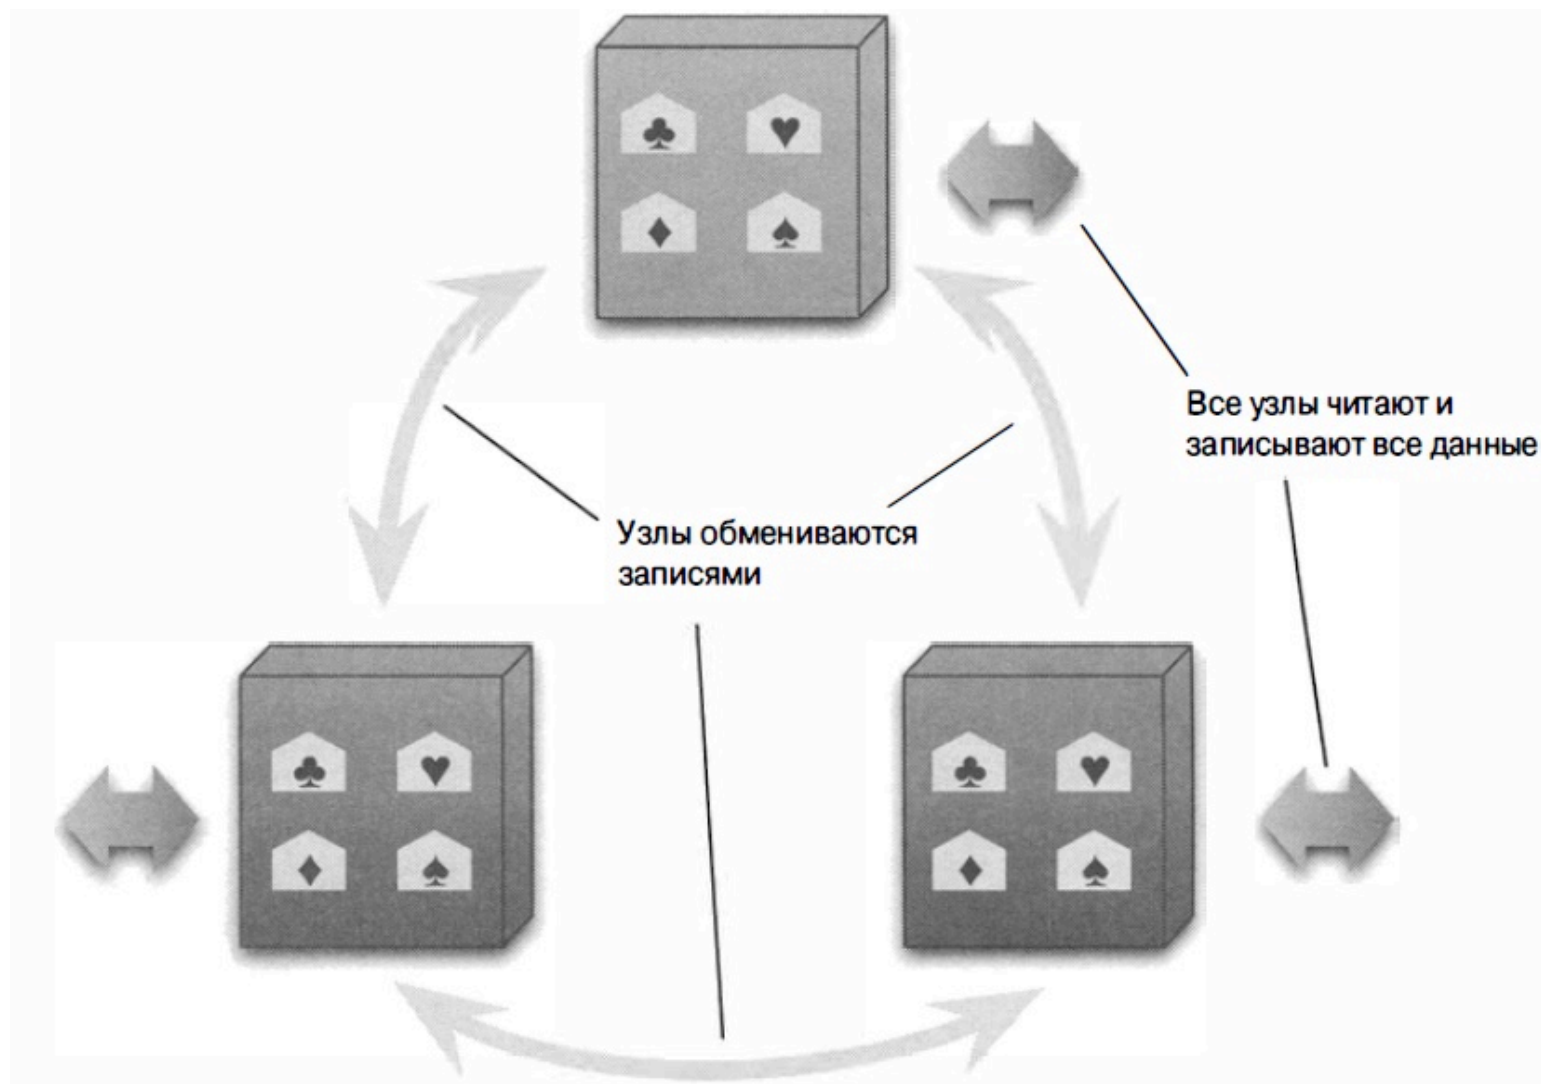 Все узлы читают и
записывают все данные
Узлы обмениваются
записями